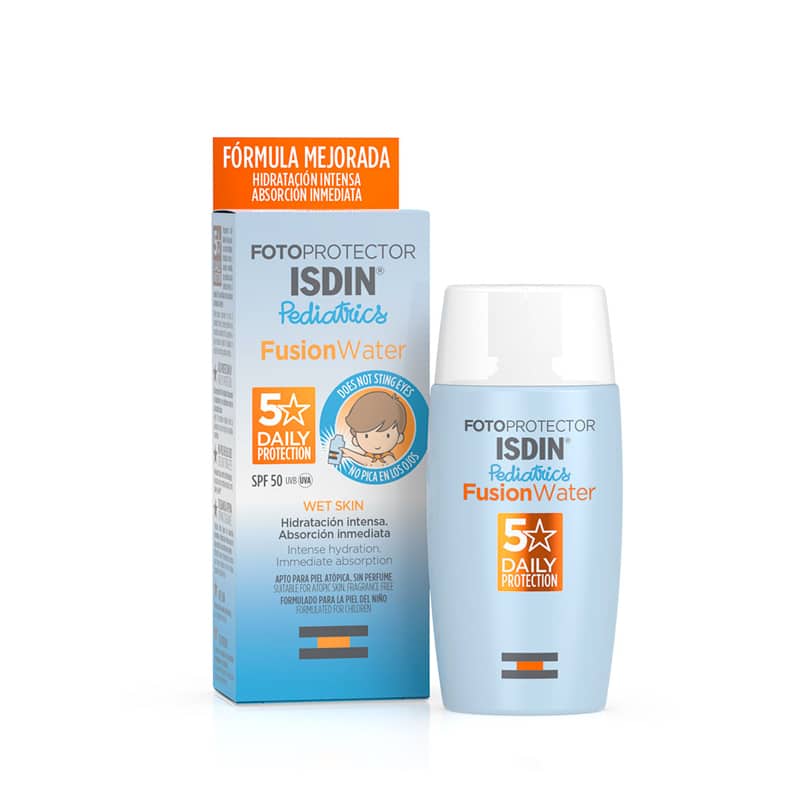 FÓRMULA MEJORADA
HIDRATACIÓN INTENSA
ABSORCIÓN INMEDIATA
FOTOPROTECTOR
ISDIN®
Pediatrics
FusionWater
DOES NOT STING EYES
NO PICA EN LOS OJOS
5☆
DAILY
PROTECTION
SPF 50 UVB UVA
WET SKIN
Hidratación intensa.
Absorción inmediata
Intense hydration.
Immediate absorption
APTO PARA PIEL ATÓPICA, SIN PERFUME
SUITABLE FOR ATOPIC SKIN, FRAGRANCE FREE
FORMULADO PARA LA PIEL DEL NIÑO
FORMULATED FOR CHILDREN
FOTOPROTECTOR
ISDIN®
Pediatrics
FusionWater
5☆
DAILY
PROTECTION